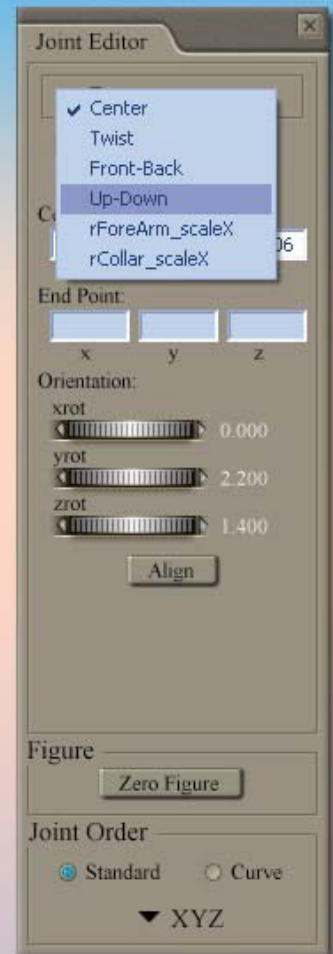 Joint Editor
Center
Twist
Front-Back
Up-Down
rForeArm_scaleX
rCollar_scaleX
06
End Point:
x y z
Orientation:
xrot
0.000
yrot
2.200
zrot
1.400
Align
Figure
Zero Figure
Joint Order
Standard Curve
XYZ